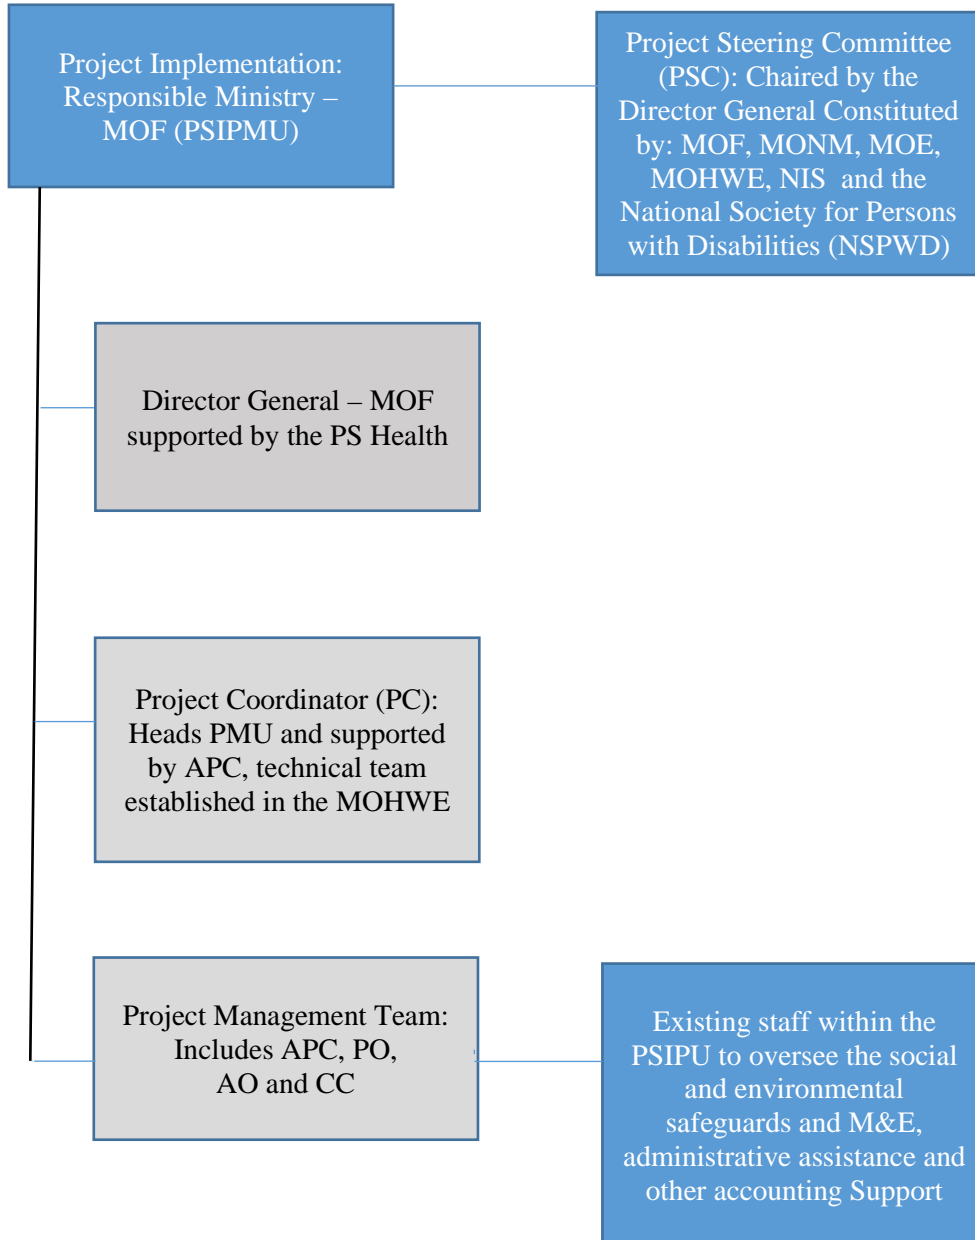 Project Implementation:
Responsible Ministry –
MOF (PSIPMU)
Project Steering Committee
(PSC): Chaired by the
Director General Constituted
by: MOF, MONM, MOE,
MOHWE, NIS and the
National Society for Persons
with Disabilities (NSPWD)
Director General – MOF
supported by the PS Health
Project Coordinator (PC):
Heads PMU and supported
by APC, technical team
established in the MOHWE
Project Management Team:
Includes APC, PO,
AO and CC
Existing staff within the
PSIPU to oversee the social
and environmental
safeguards and M&E,
administrative assistance and
other accounting Support